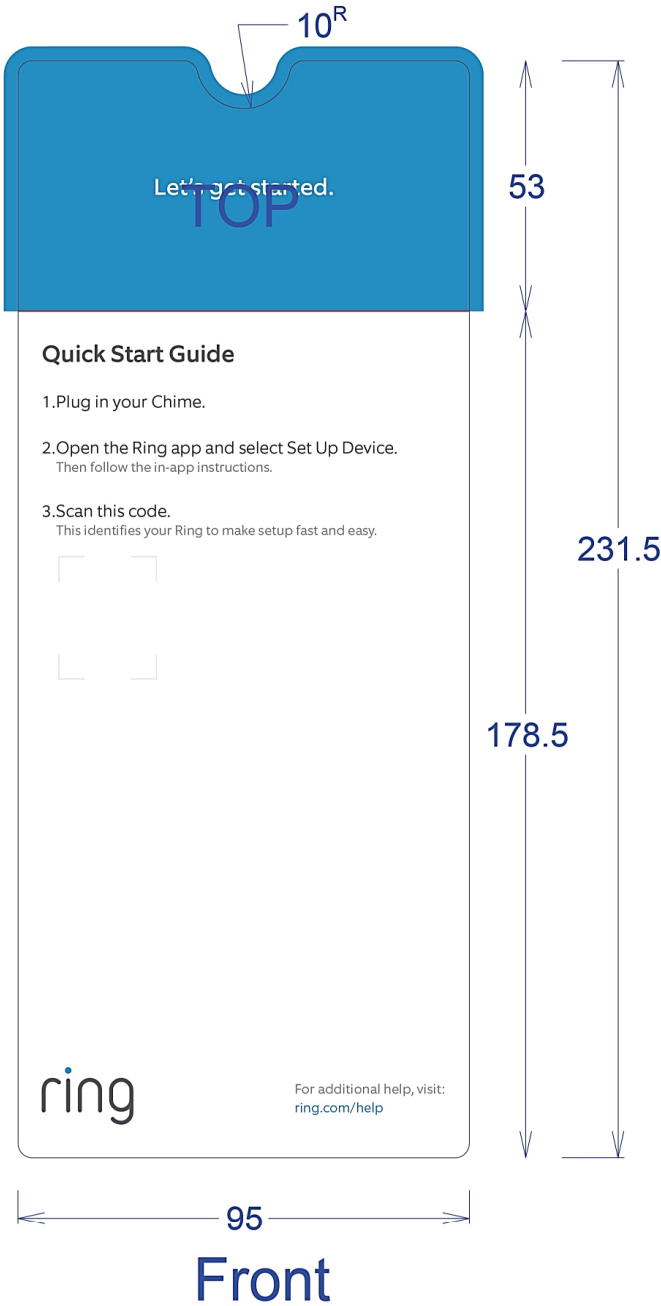 10R
Let's get started.
TOP
53
Quick Start Guide
1.Plug in your Chime.
2.Open the Ring app and select Set Up Device.
Then follow the in-app instructions.
3.Scan this code.
This identifies your Ring to make setup fast and easy.
231.5
178.5
ring
For additional help, visit:
ring.com/help
95
Front